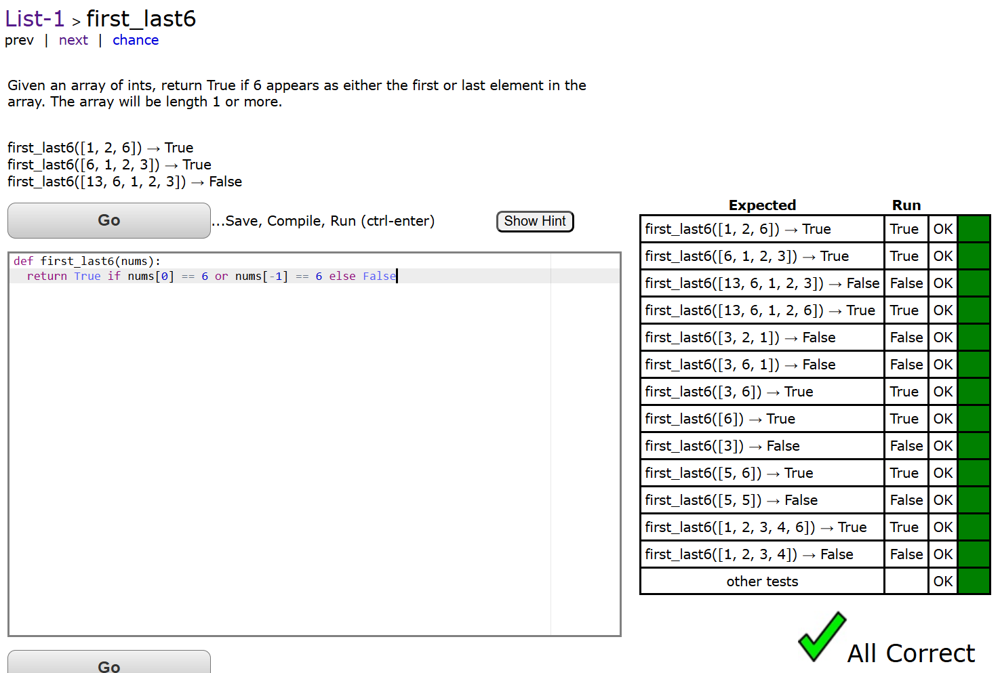 List-1 > first_last6
prev | next | chance
Given an array of ints, return True if 6 appears as either the first or last element in the
array. The array will be length 1 or more.
first_last6([1, 2, 6]) → True
first_last6([6, 1, 2, 3]) → True
first_last6([13, 6, 1, 2, 3]) → False
Go ...Save, Compile, Run (ctrl-enter) Show Hint
def first_last6(nums):
  return True if nums[0] == 6 or nums[-1] == 6 else False
Go
Expected Run
first_last6([1, 2, 6]) → True True OK
first_last6([6, 1, 2, 3]) → True True OK
first_last6([13, 6, 1, 2, 3]) → False False OK
first_last6([13, 6, 1, 2, 6]) → True True OK
first_last6([3, 2, 1]) → False False OK
first_last6([3, 6, 1]) → False False OK
first_last6([3, 6]) → True True OK
first_last6([6]) → True True OK
first_last6([3]) → False False OK
first_last6([5, 6]) → True True OK
first_last6([5, 5]) → False False OK
first_last6([1, 2, 3, 4, 6]) → True True OK
first_last6([1, 2, 3, 4]) → False False OK
other tests OK
All Correct